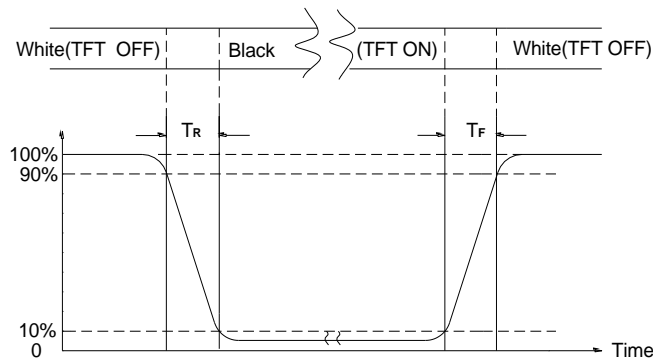 White(TFT OFF) Black (TFT ON) White(TFT OFF)
TR TF
100%
90%
10%
0
Time